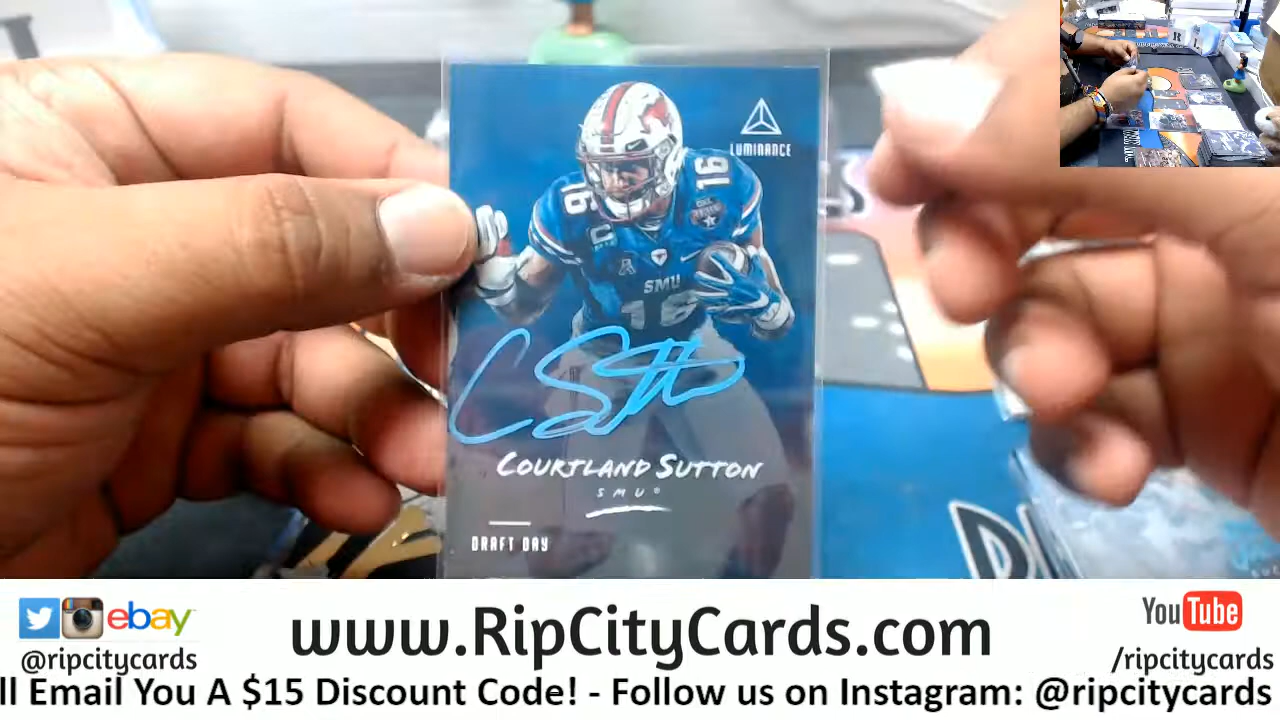 LUMINANCE
16
16
C
SMU
16
COURTLAND SUTTON
SMU®
DRAFT DAY
ebay
www.RipCityCards.com
YouTube
@ripcitycards
/ripcitycards
ll Email You A $15 Discount Code! - Follow us on Instagram: @ripcitycards